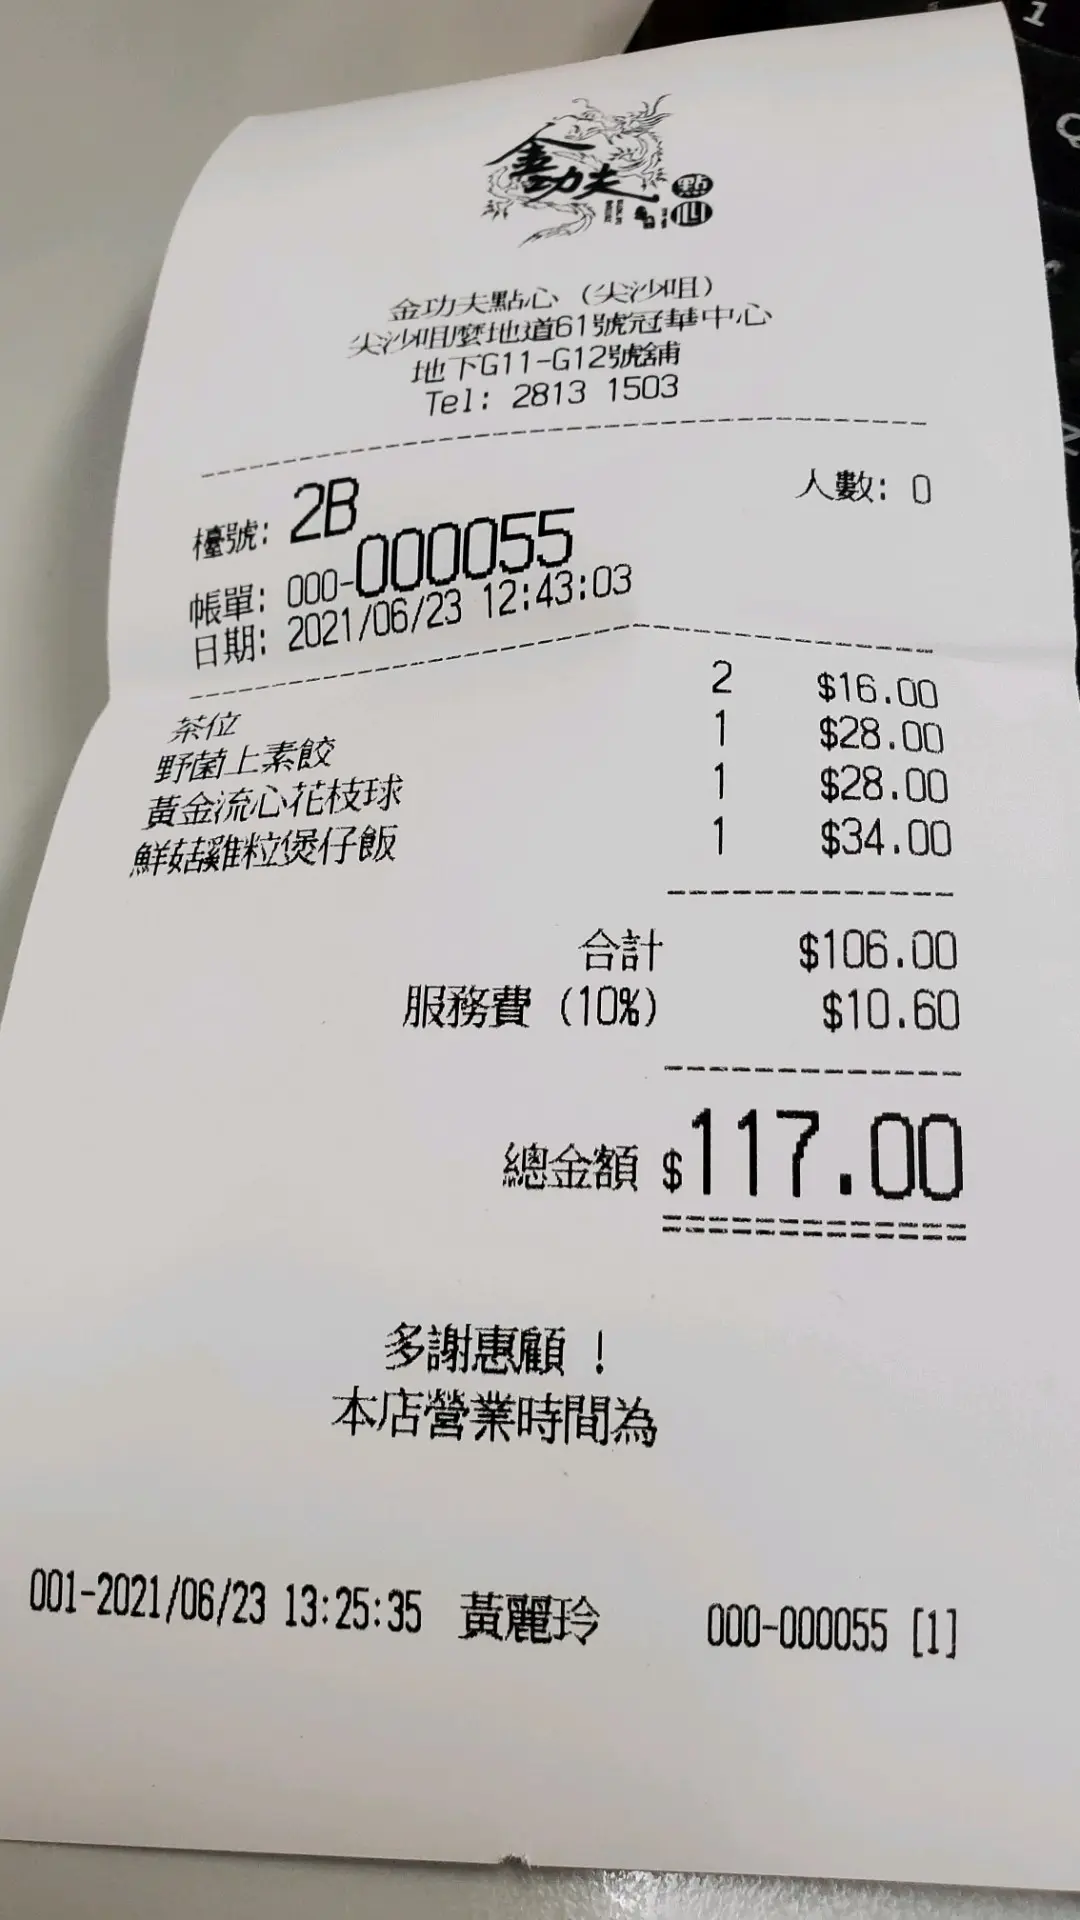 金功夫
點心
金功夫點心 (尖沙咀)
尖沙咀麼地道61號冠華中心
地下G11-G12號舖
Tel: 2813 1503
檯號: 2B 人數: 0
帳單: 000-000055
日期: 2021/06/23 12:43:03
茶位 2 $16.00
野菌上素餃 1 $28.00
黃金流心花枝球 1 $28.00
鮮菇雞粒煲仔飯 1 $34.00
合計 $106.00
服務費 (10%) $10.60
總金額 $117.00
多謝惠顧 !
本店營業時間為
001-2021/06/23 13:25:35 黃麗玲 000-000055 [1]
1
Q
Z